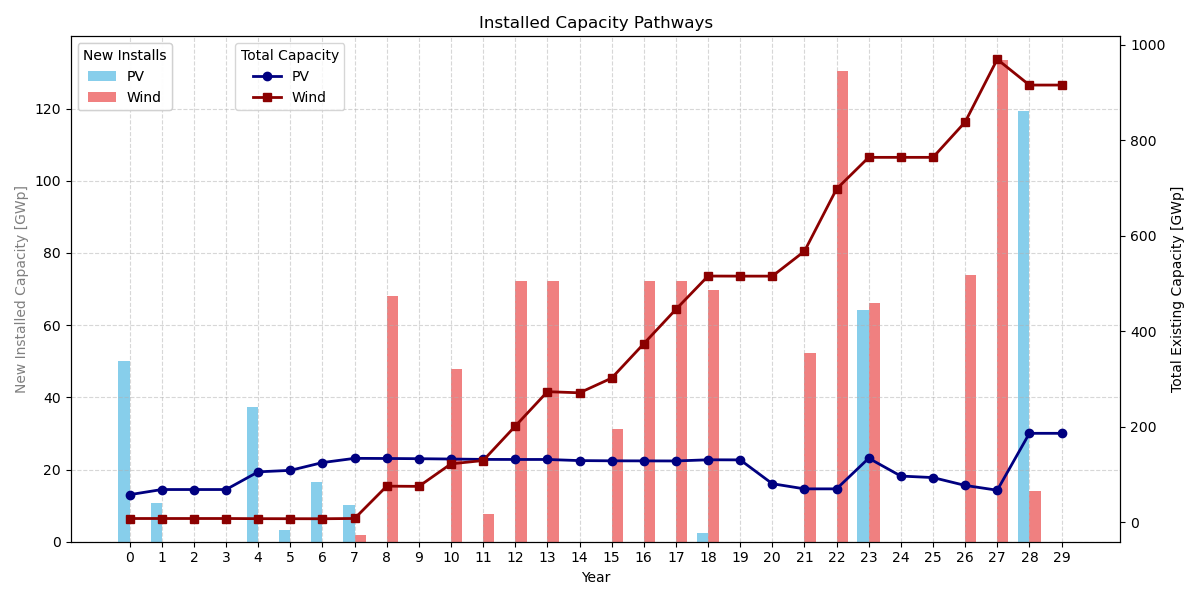 Installed Capacity Pathways
New Installs
PV
Wind
Total Capacity
PV
Wind
New Installed Capacity [GWp]
120
100
80
60
40
20
0
1000
800
600
400
200
0
Total Existing Capacity [GWp]
0 1 2 3 4 5 6 7 8 9 10 11 12 13 14 15 16 17 18 19 20 21 22 23 24 25 26 27 28 29
Year